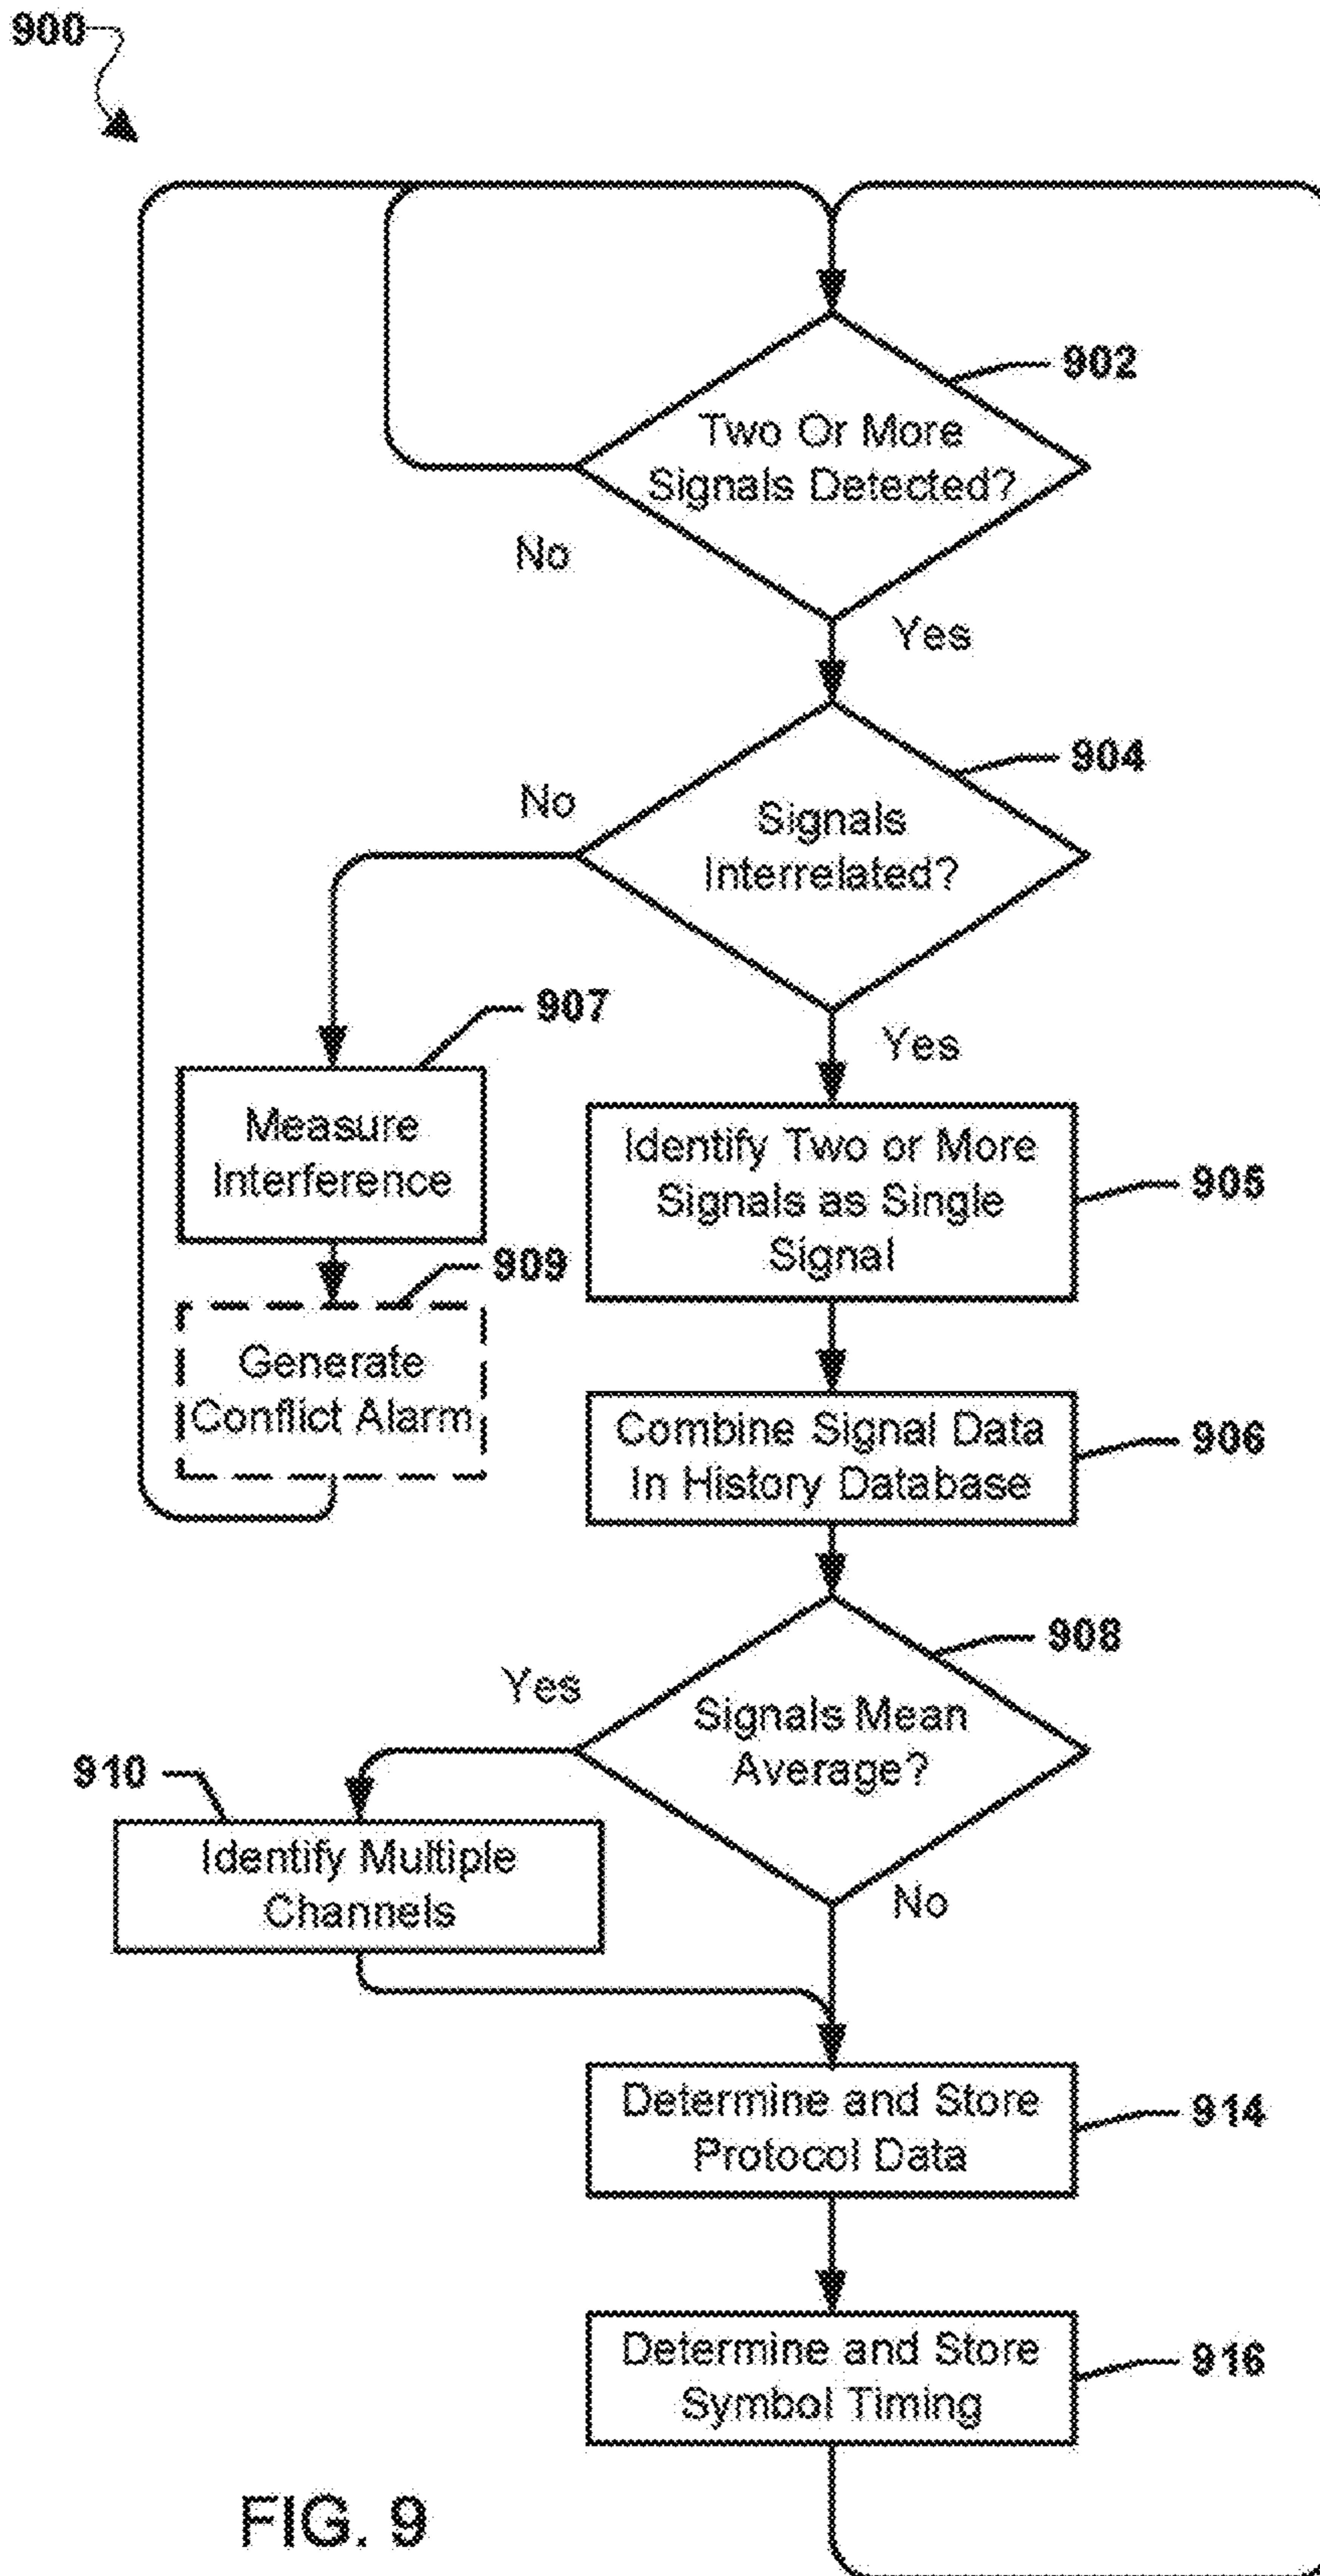 900
902
Two Or More
Signals Detected?
No
Yes
904
No
Signals
Interrelated?
Yes
907
Measure
Interference
Identify Two or More
Signals as Single
Signal
905
909
Generate
Conflict Alarm
Combine Signal Data
In History Database
906
908
Yes
Signals Mean
Average?
910
Identify Multiple
Channels
No
Determine and Store
Protocol Data
914
Determine and Store
Symbol Timing
916
FIG. 9